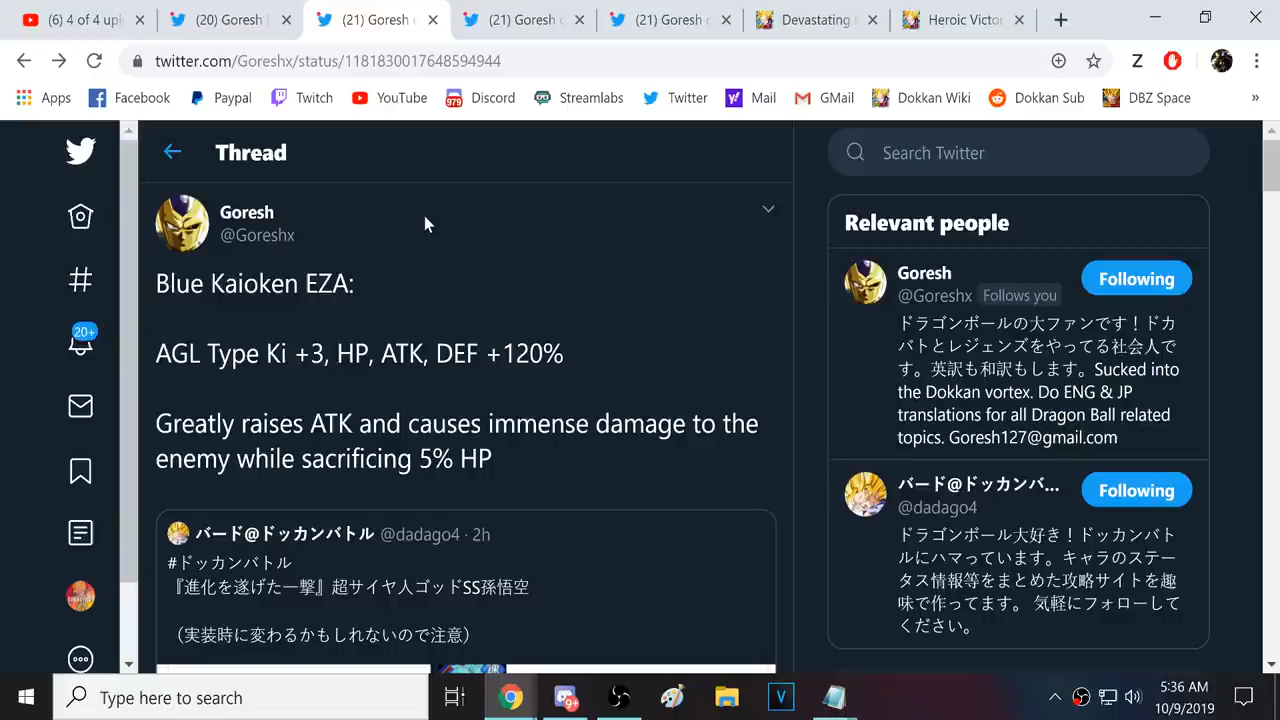 (6) 4 of 4 uplo
(20) Goresh (
(21) Goresh o
(21) Goresh o
(21) Goresh o
Devastating
Heroic Victor
twitter.com/Goreshx/status/1181830017648594944
Z
Apps
Facebook
Paypal
Twitch
YouTube
979
Discord
Streamlabs
Twitter
Mail
GMail
Dokkan Wiki
Dokkan Sub
DBZ Space
»
Thread
Search Twitter
Goresh
@Goreshx
Blue Kaioken EZA:
AGL Type Ki +3, HP, ATK, DEF +120%
Greatly raises ATK and causes immense damage to the
enemy while sacrificing 5% HP
バード@ドッカンバトル @dadago4 · 2h
#ドッカンバトル
『進化を遂げた一撃』超サイヤ人ゴッドSS孫悟空
（実装時に変わるかもしれないので注意）
20+
Relevant people
Goresh
@Goreshx Follows you
Following
ドラゴンボールの大ファンです！ドカ
バトとレジェンズをやってる社会人で
す。英訳も和訳もします。Sucked into
the Dokkan vortex. Do ENG & JP
translations for all Dragon Ball related
topics. Goresh127@gmail.com
バード@ドッカンバ...
@dadago4
Following
ドラゴンボール大好き！ドッカンバト
ルにハマっています。キャラのステー
タス情報等をまとめた攻略サイトを趣
味で作ってます。 気軽にフォローして
ください。
Type here to search
9+
V
5:36 AM
10/9/2019